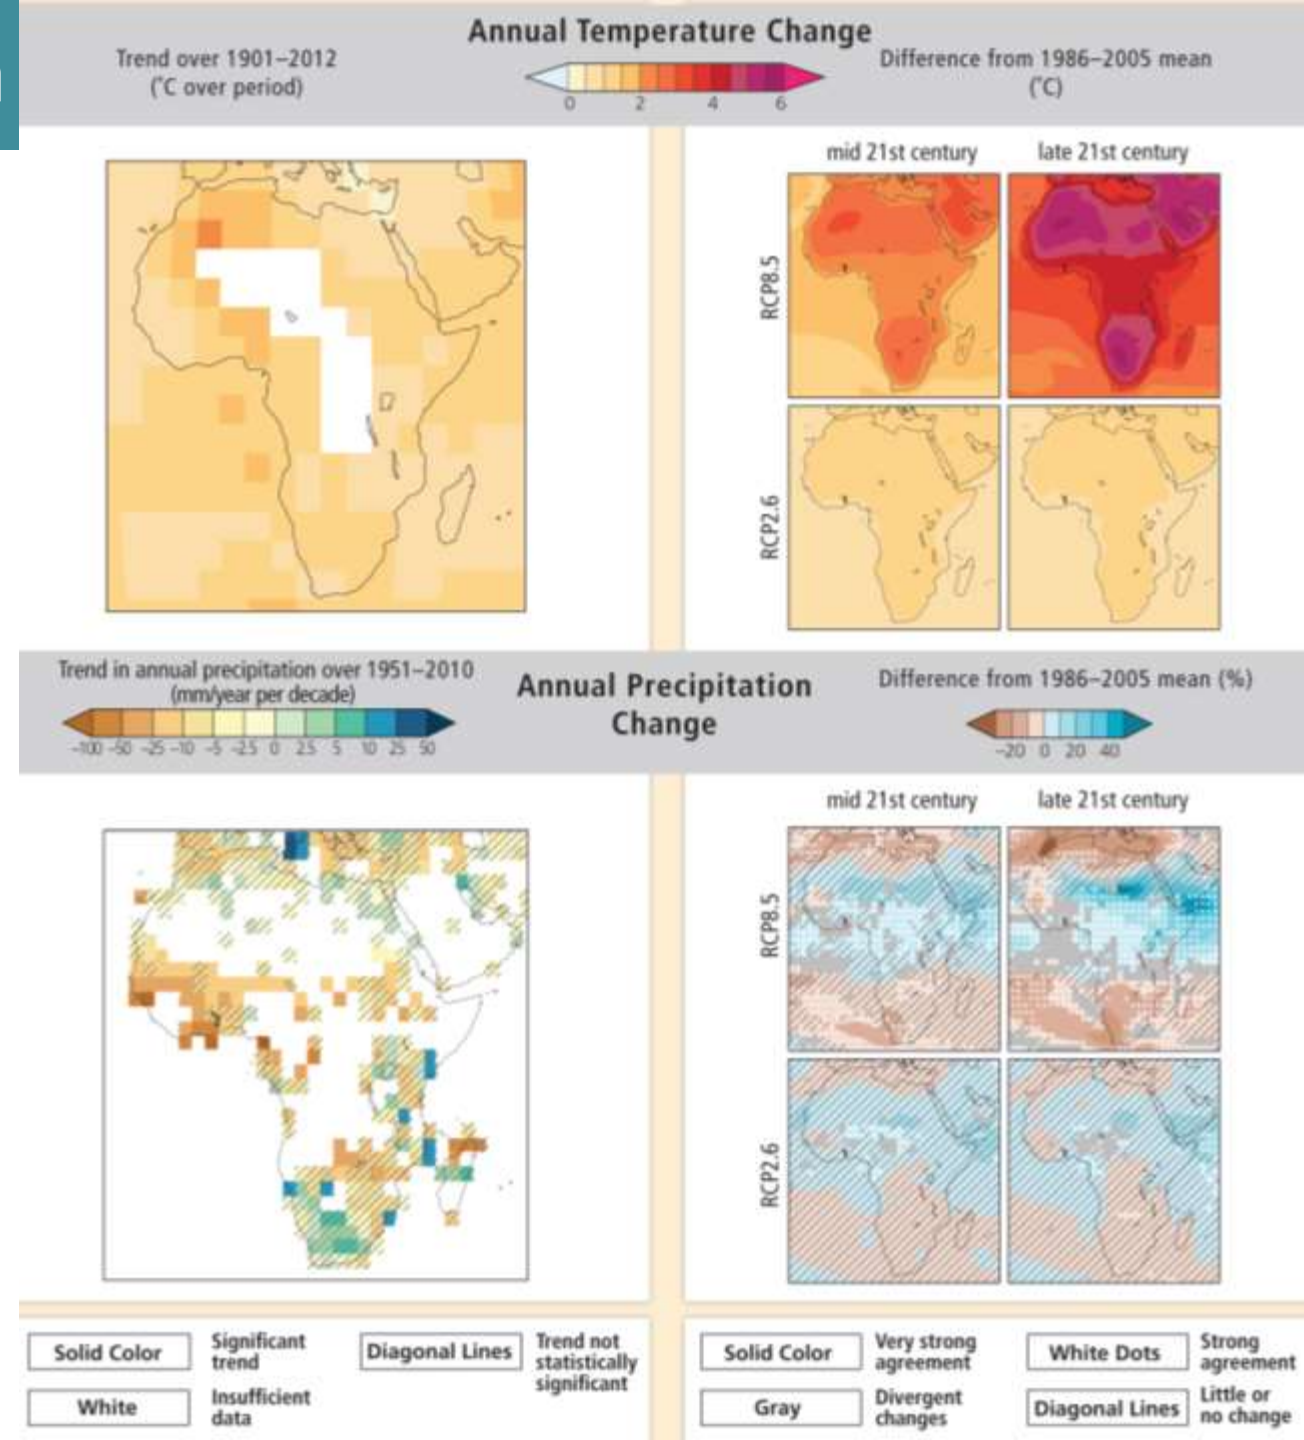 Annual Temperature Change
Trend over 1901–2012
(˚C over period)
0 2 4 6
Difference from 1986–2005 mean
(˚C)
mid 21st century
late 21st century
RCP8.5
RCP2.6
Trend in annual precipitation over 1951–2010
(mm/year per decade)
-100 -50 -25 -10 -5 -2.5 0 2.5 5 10 25 50
Annual Precipitation
Change
Difference from 1986–2005 mean (%)
-20 0 20 40
mid 21st century
late 21st century
RCP8.5
RCP2.6
Solid Color
Significant
trend
Diagonal Lines
Trend not
statistically
significant
White
Insufficient
data
Solid Color
Very strong
agreement
White Dots
Strong
agreement
Gray
Divergent
changes
Diagonal Lines
Little or
no change